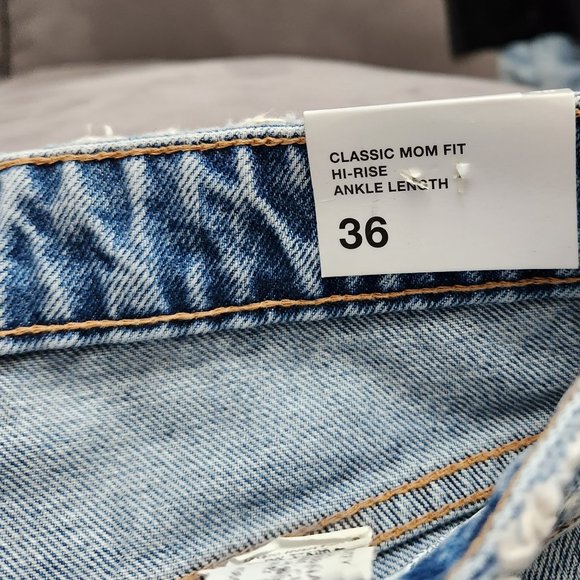 CLASSIC MOM FIT
HI-RISE
ANKLE LENGTH
36